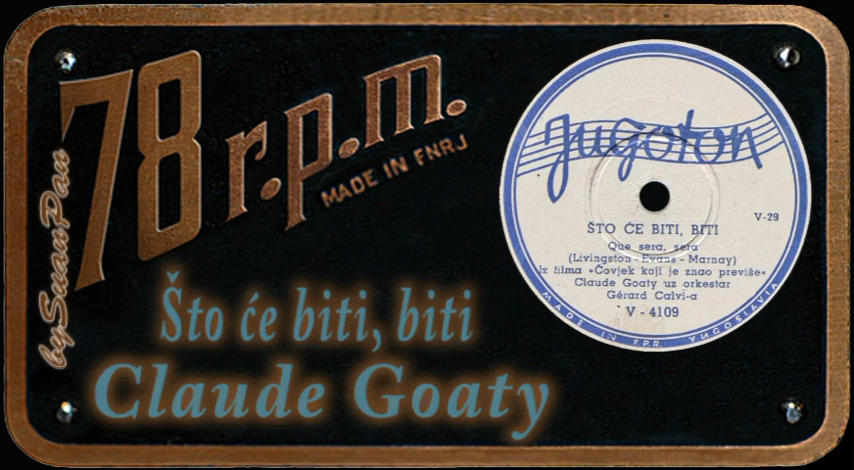 78 r.p.m.
MADE IN FNRJ
bySuanPan
Što će biti, biti
Claude Goaty
Jugoton
V-29
ŠTO ĆE BITI, BITI
Que sera, sera
(Livingston - Evans - Marnay)
Iz filma »Čovjek koji je znao previše«
Claude Goaty uz orkestar
Gérard Calvi-a
V - 4109
MADE IN F.P.R. YUGOSLAVIA